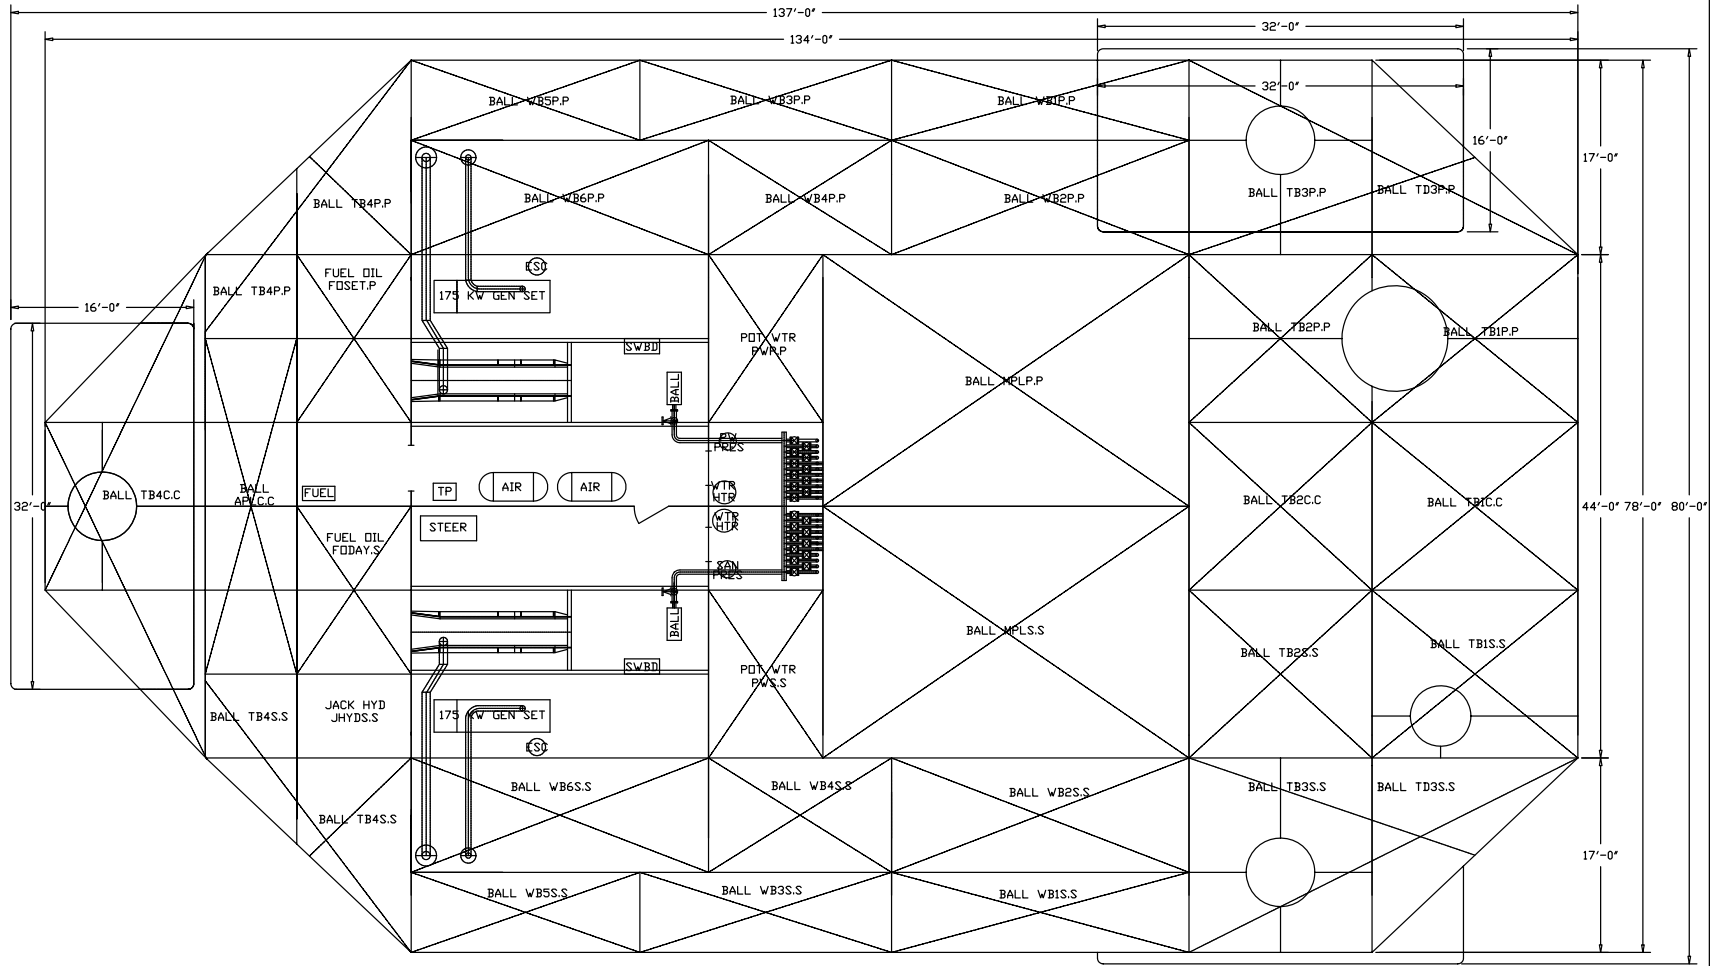 137'-0"
32'-0"
134'-0"
32'-0"
BALL WB5P.P
BALL WB3P.P
BALL WB1P.P
16'-0"
17'-0"
BALL TB4P.P
BALL WB6P.P
BALL WB4P.P
BALL WB2P.P
BALL TB3P.P
BALL TD3P.P
ESC
FUEL OIL
FOSET.P
BALL TB4P.P
175 KW GEN SET
16'-0"
BALL TB2P.P
BALL TB1P.P
SWBD
POT WTR
PWP.P
BALL
BALL MPLP.P
PW
PRES
BALL TB4C.C
BALL
APLC.C
FUEL
TP
AIR
AIR
WTR
HTR
BALL TB2C.C
BALL TB1C.C
32'-0"
44'-0"
78'-0"
80'-0"
STEER
WTR
HTR
FUEL OIL
FODAY.S
SAN
PRES
BALL
BALL MPLS.S
BALL TB2S.S
BALL TB1S.S
SWBD
POT WTR
PWS.S
BALL TB4S.S
JACK HYD
JHYDS.S
175 KW GEN SET
ESC
BALL WB6S.S
BALL WB4S.S
BALL WB2S.S
BALL TB3S.S
BALL TD3S.S
BALL TB4S.S
17'-0"
BALL WB5S.S
BALL WB3S.S
BALL WB1S.S